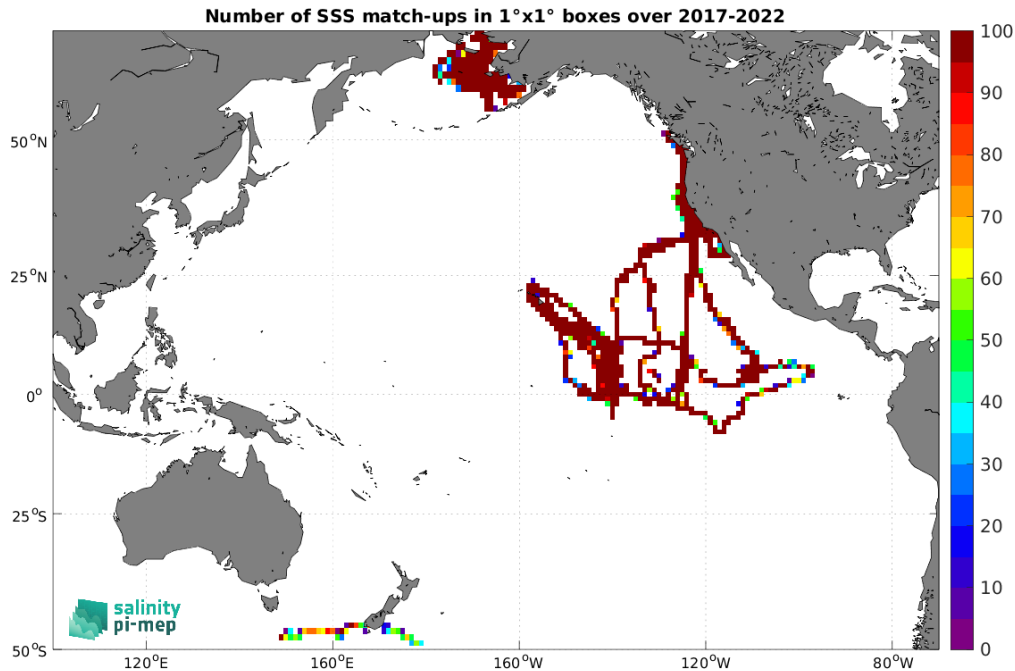 Number of SSS match-ups in 1°x1° boxes over 2017-2022
100
90
80
70
60
50
40
30
20
10
0
50°N
25°N
0°
25°S
50°S
120°E
160°E
160°W
120°W
80°W
salinity
pi-mep